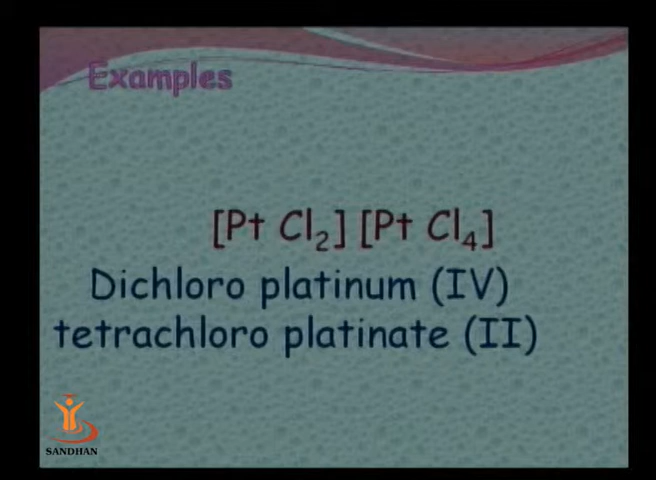 Examples
[Pt Cl₂] [Pt Cl₄]
Dichloro platinum (IV)
tetrachloro platinate (II)
SANDHAN